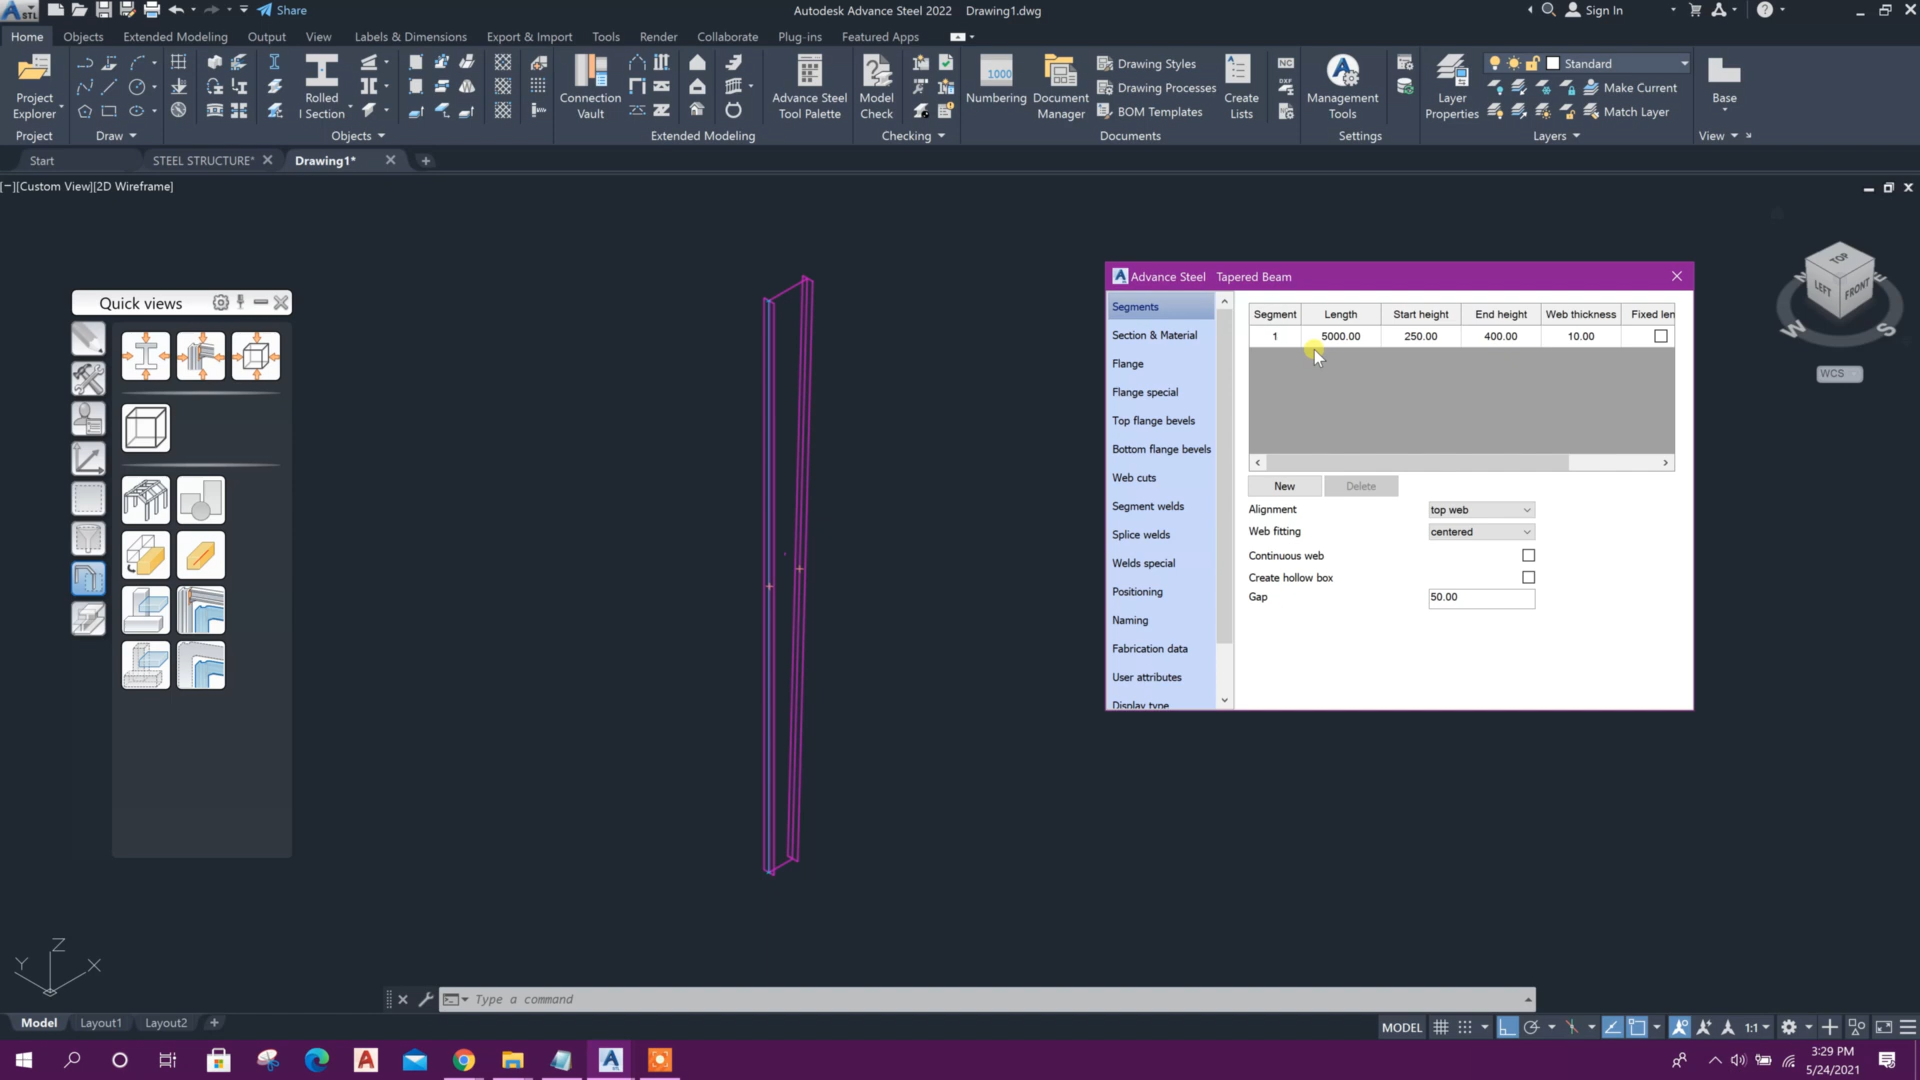 STL
Share
Autodesk Advance Steel 2022 Drawing1.dwg
Sign In
Home Objects Extended Modeling Output View Labels & Dimensions Export & Import Tools Render Collaborate Plug-ins Featured Apps
Project Explorer
Rolled I Section
Connection Vault
Advance Steel Tool Palette
Model Check
1000
Numbering
Document Manager
Drawing Styles
Drawing Processes
BOM Templates
Create Lists
NC
DXF
Management Tools
Layer Properties
Standard
Make Current
Match Layer
Base
Project Draw Objects Extended Modeling Checking Documents Settings Layers View
Start STEEL STRUCTURE* Drawing1*
[−][Custom View][2D Wireframe]
TOP
LEFT
FRONT
N
W
S
WCS
Quick views
Advance Steel Tapered Beam
Segments
Section & Material
Flange
Flange special
Top flange bevels
Bottom flange bevels
Web cuts
Segment welds
Splice welds
Welds special
Positioning
Naming
Fabrication data
User attributes
Display type
Segment Length Start height End height Web thickness Fixed len
1 5000.00 250.00 400.00 10.00
New Delete
Alignment top web
Web fitting centered
Continuous web
Create hollow box
Gap 50.00
Z
Y
X
Type a command
Model Layout1 Layout2
MODEL
1:1
3:29 PM
5/24/2021